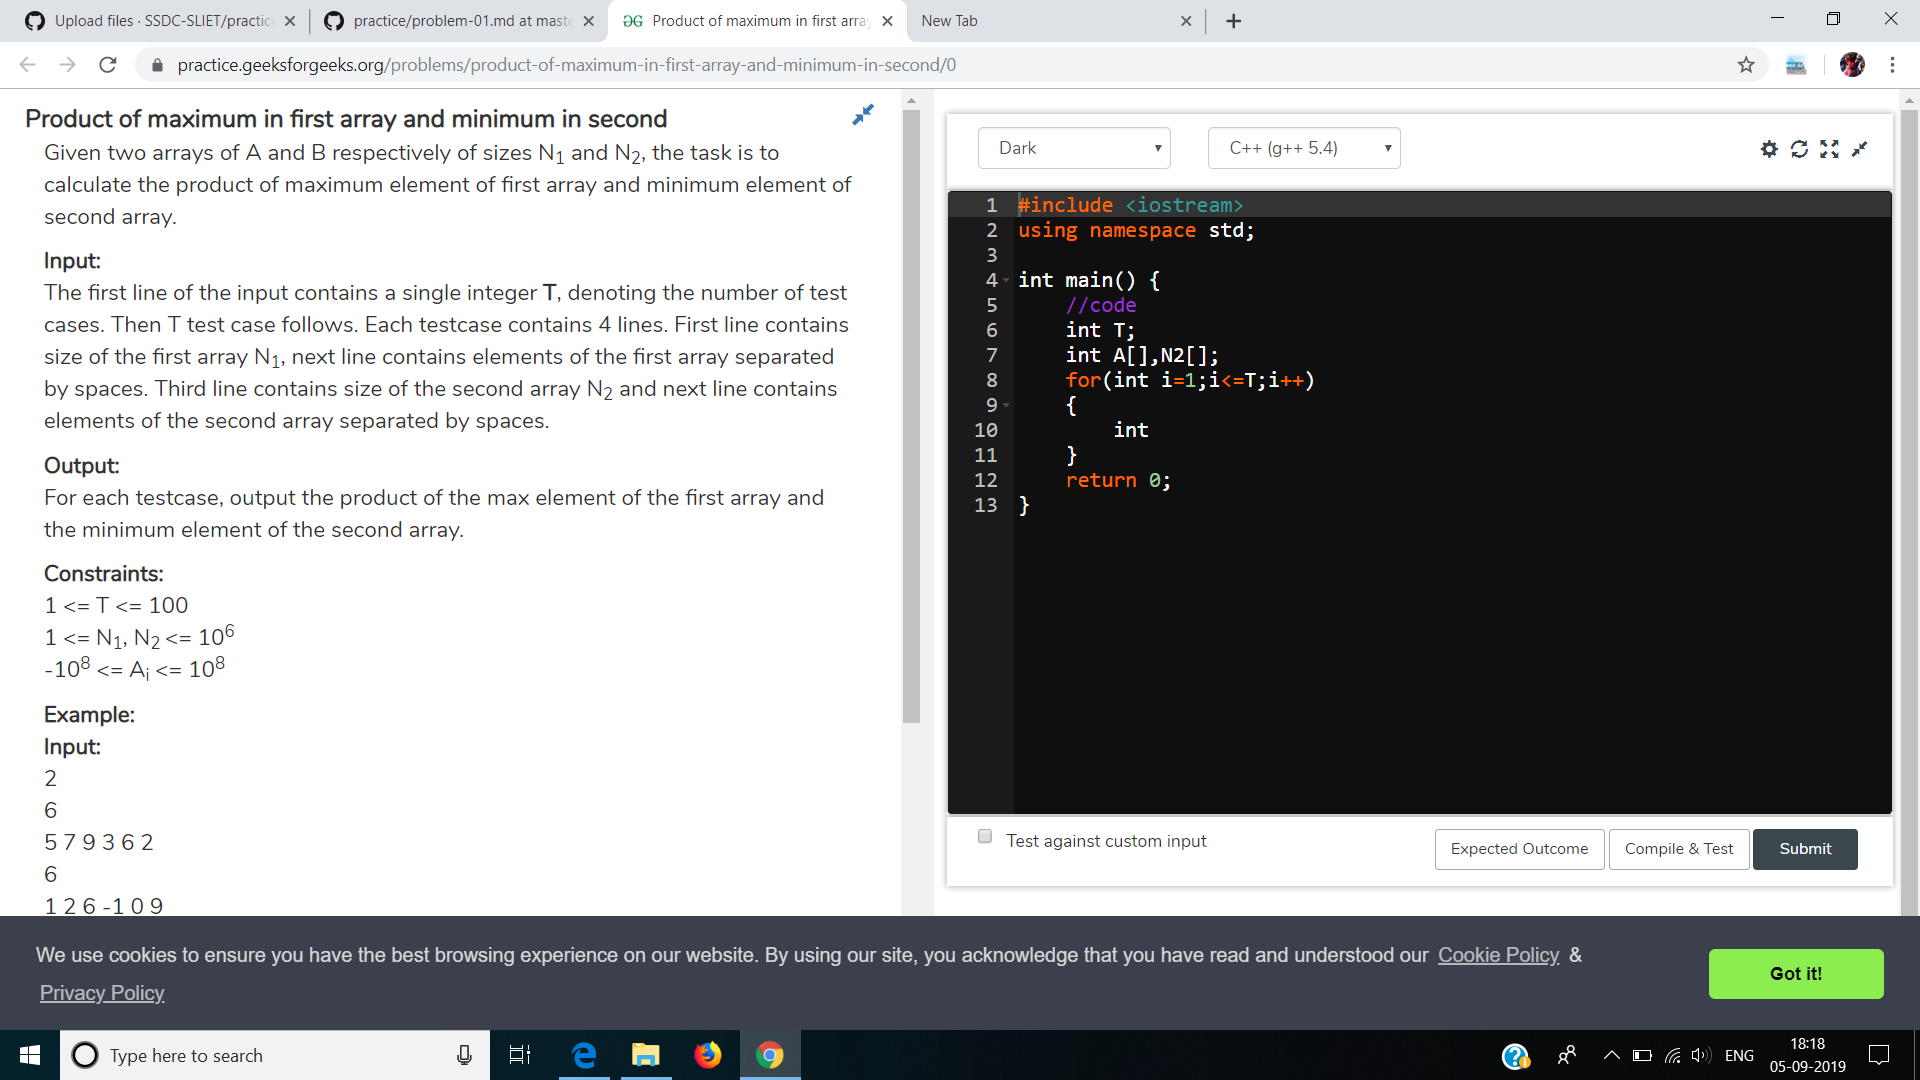 Upload files · SSDC-SLIET/practic
practice/problem-01.md at mast
Product of maximum in first arra
New Tab
practice.geeksforgeeks.org/problems/product-of-maximum-in-first-array-and-minimum-in-second/0
Product of maximum in first array and minimum in second
Given two arrays of A and B respectively of sizes N1 and N2, the task is to
calculate the product of maximum element of first array and minimum element of
second array.
Input:
The first line of the input contains a single integer T, denoting the number of test
cases. Then T test case follows. Each testcase contains 4 lines. First line contains
size of the first array N1, next line contains elements of the first array separated
by spaces. Third line contains size of the second array N2 and next line contains
elements of the second array separated by spaces.
Output:
For each testcase, output the product of the max element of the first array and
the minimum element of the second array.
Constraints:
1 <= T <= 100
1 <= N1, N2 <= 10^6
-10^8 <= Ai <= 10^8
Example:
Input:
2
6
5 7 9 3 6 2
6
1 2 6 -1 0 9
Dark
C++ (g++ 5.4)
1 #include <iostream>
2 using namespace std;
3
4 int main() {
5 //code
6 int T;
7 int A[],N2[];
8 for(int i=1;i<=T;i++)
9 {
10 int
11 }
12 return 0;
13 }
Test against custom input
Expected Outcome
Compile & Test
Submit
We use cookies to ensure you have the best browsing experience on our website. By using our site, you acknowledge that you have read and understood our Cookie Policy &
Privacy Policy
Got it!
Type here to search
ENG
18:18
05-09-2019